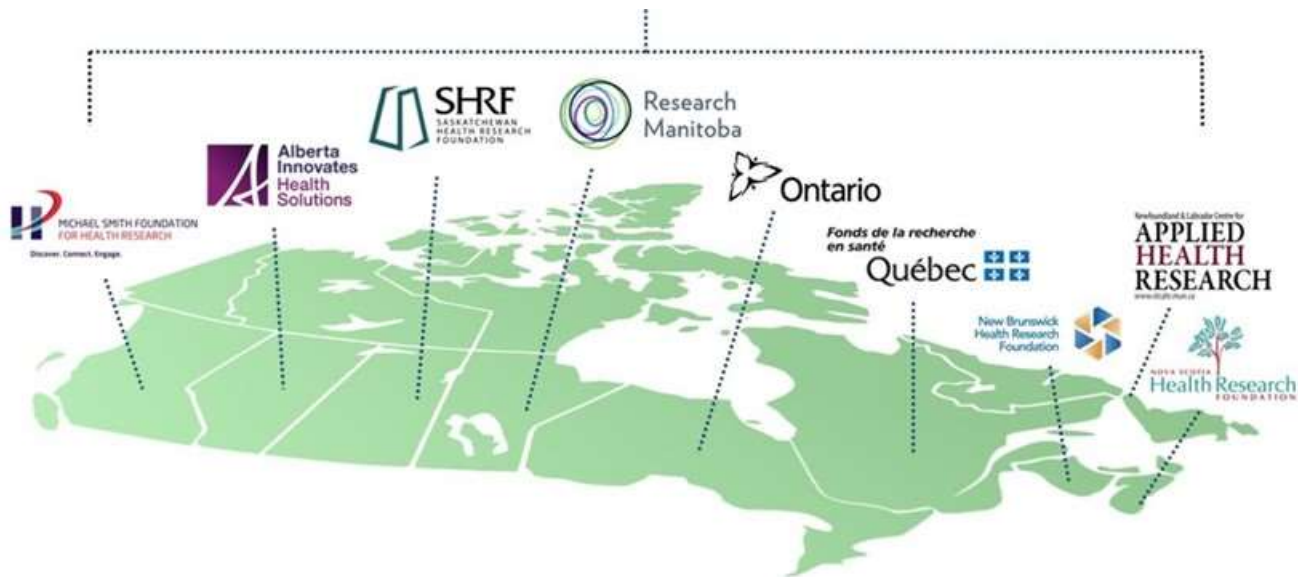 MICHAEL SMITH FOUNDATION
FOR HEALTH RESEARCH
Discover. Connect. Engage.
Alberta
Innovates
Health
Solutions
SHRF
SASKATCHEWAN
HEALTH RESEARCH
FOUNDATION
Research
Manitoba
Ontario
Fonds de la recherche
en santé
Québec
New Brunswick
Health Research
Foundation
Newfoundland & Labrador Centre for
APPLIED
HEALTH
RESEARCH
NOVA SCOTIA
Health Research
FOUNDATION